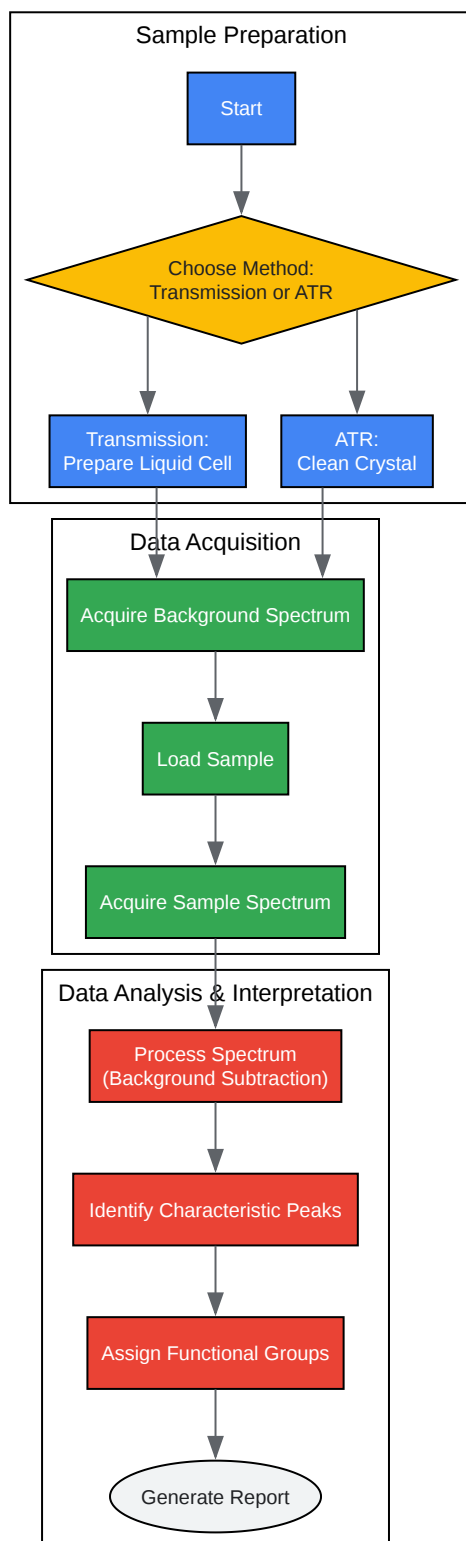 Sample Preparation
Start
Choose Method:
Transmission or ATR
Transmission:
Prepare Liquid Cell
ATR:
Clean Crystal
Data Acquisition
Acquire Background Spectrum
Load Sample
Acquire Sample Spectrum
Data Analysis & Interpretation
Process Spectrum
(Background Subtraction)
Identify Characteristic Peaks
Assign Functional Groups
Generate Report